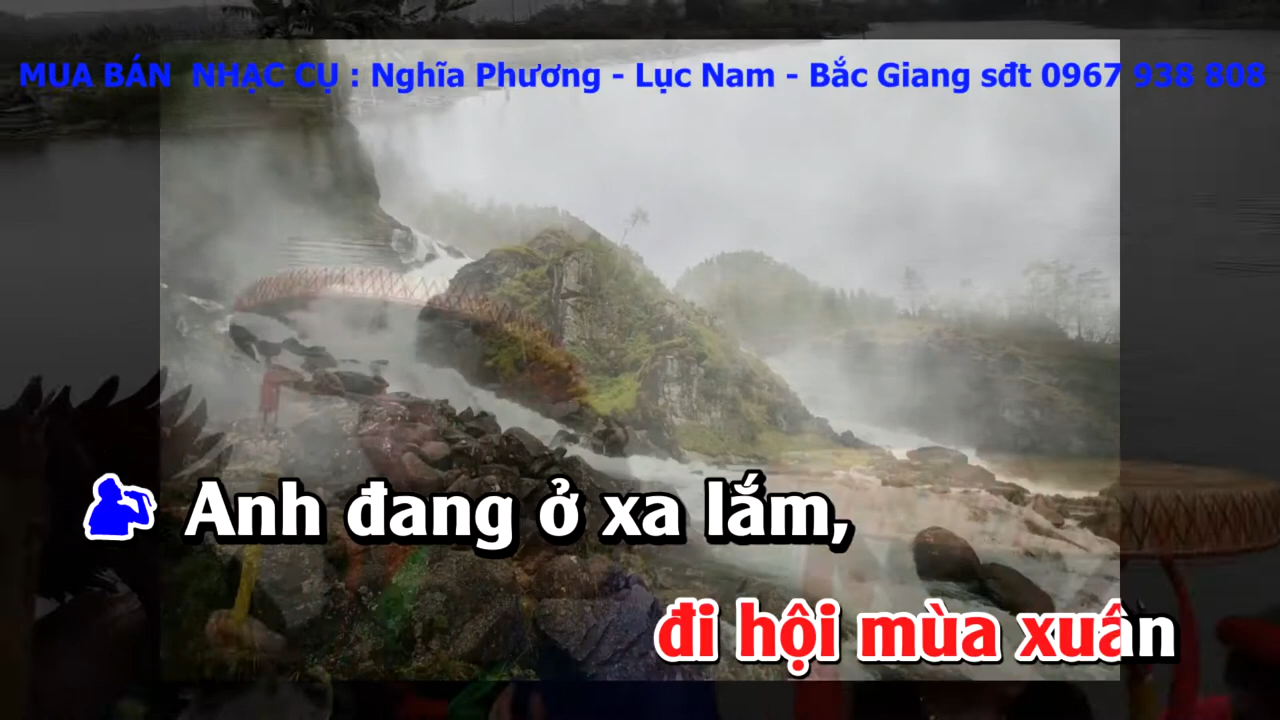 MUA BÁN NHẠC CỤ : Nghĩa Phương - Lục Nam - Bắc Giang sđt 0967 938 808
Anh đang ở xa lắm,
đi hội mùa xuân